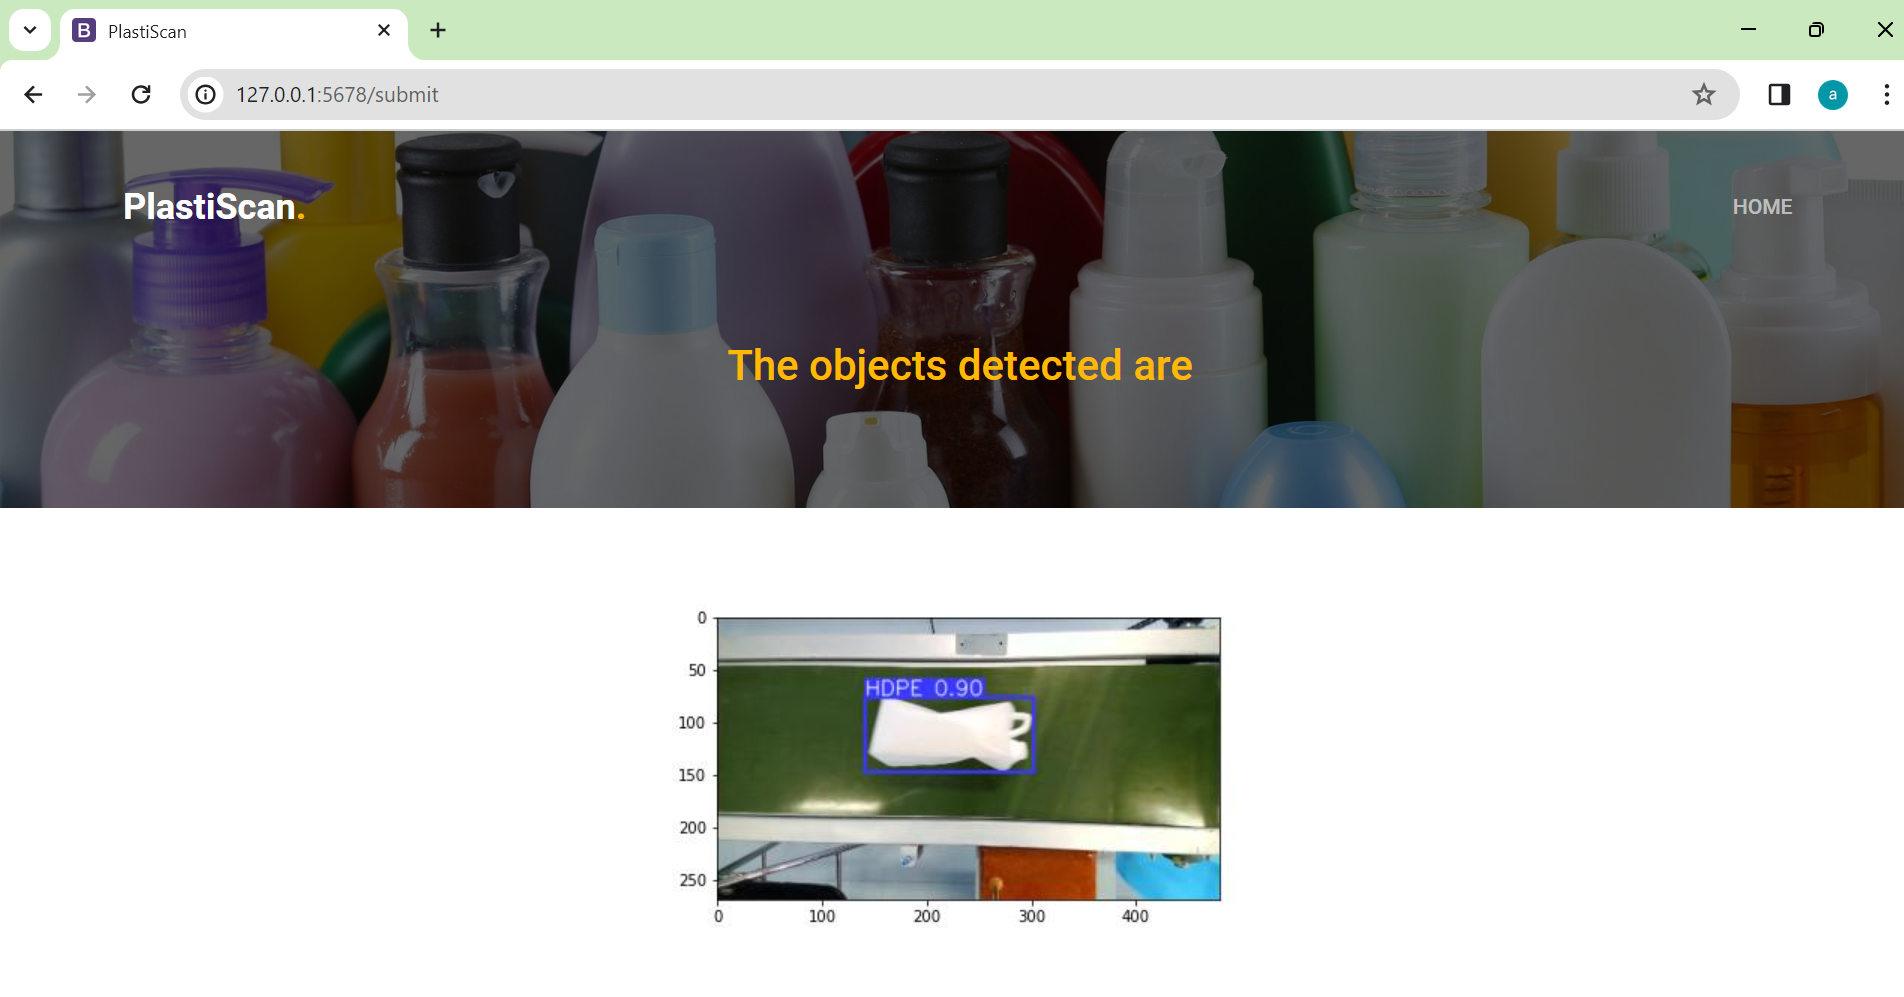 PlastiScan
127.0.0.1:5678/submit
a
PlastiScan.
HOME
The objects detected are
HDPE 0.90
0
50
100
150
200
250
0 100 200 300 400